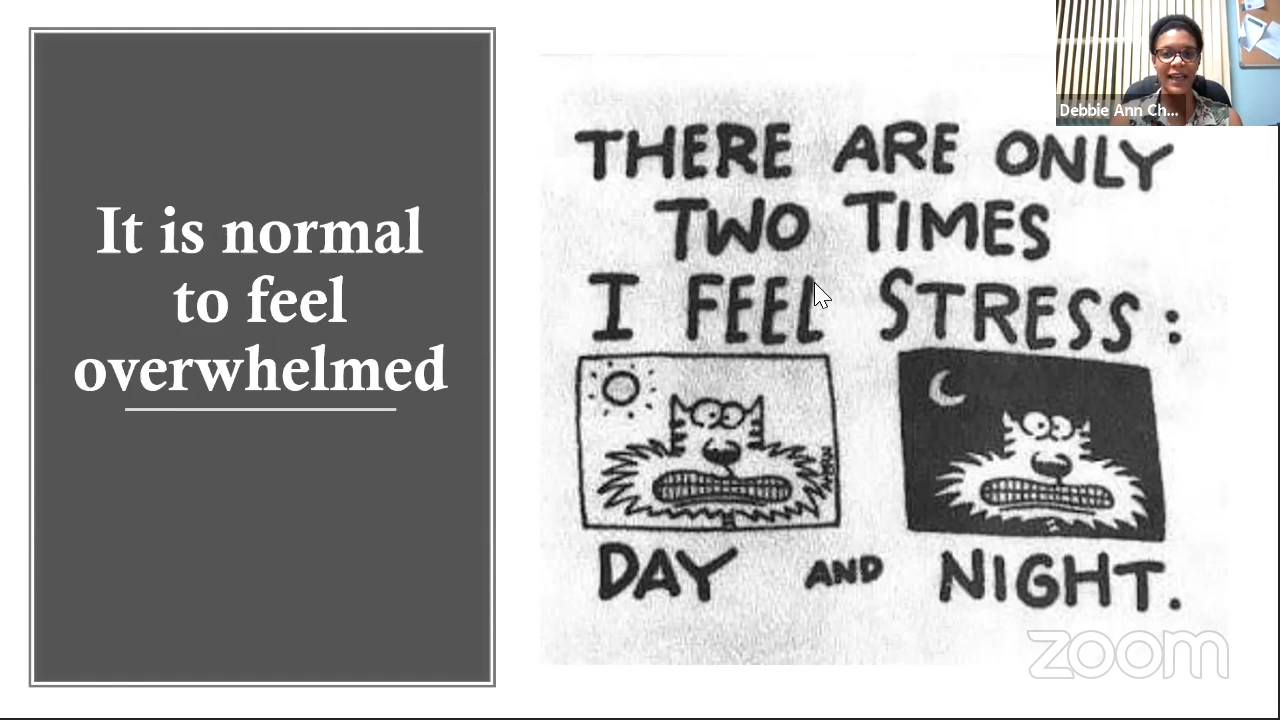 It is normal
to feel
overwhelmed
THERE ARE ONLY
TWO TIMES
I FEEL STRESS:
DAY AND NIGHT.
Debbie Ann Ch...
zoom